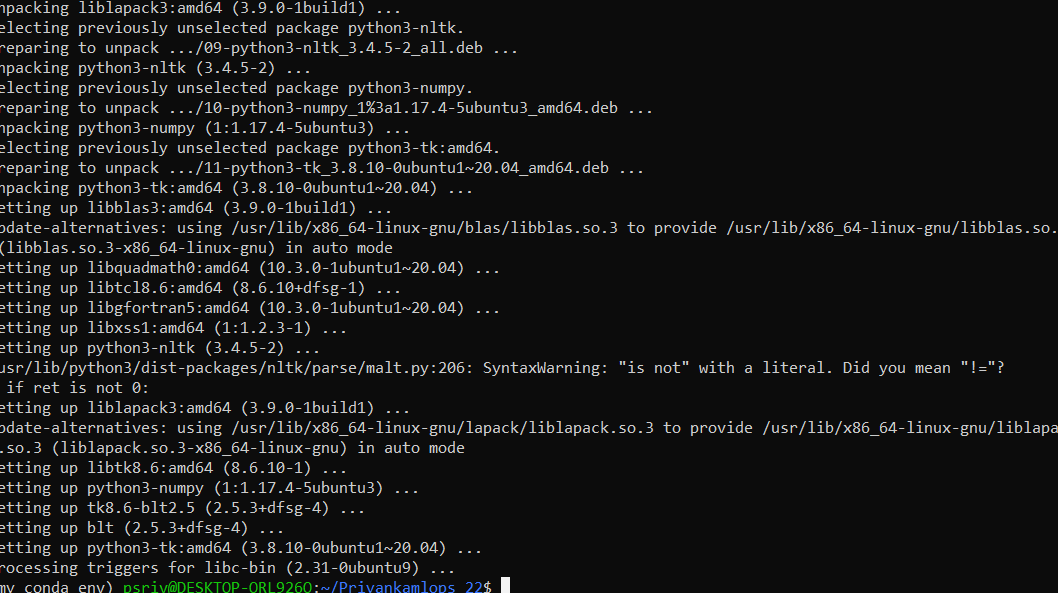 npacking liblapack3:amd64 (3.9.0-1build1) ...
electing previously unselected package python3-nltk.
reparing to unpack .../09-python3-nltk_3.4.5-2_all.deb ...
npacking python3-nltk (3.4.5-2) ...
electing previously unselected package python3-numpy.
reparing to unpack .../10-python3-numpy_1%3a1.17.4-5ubuntu3_amd64.deb ...
npacking python3-numpy (1:1.17.4-5ubuntu3) ...
electing previously unselected package python3-tk:amd64.
reparing to unpack .../11-python3-tk_3.8.10-0ubuntu1~20.04_amd64.deb ...
npacking python3-tk:amd64 (3.8.10-0ubuntu1~20.04) ...
etting up libblas3:amd64 (3.9.0-1build1) ...
pdate-alternatives: using /usr/lib/x86_64-linux-gnu/blas/libblas.so.3 to provide /usr/lib/x86_64-linux-gnu/libblas.so.
(libblas.so.3-x86_64-linux-gnu) in auto mode
etting up libquadmath0:amd64 (10.3.0-1ubuntu1~20.04) ...
etting up libtcl8.6:amd64 (8.6.10+dfsg-1) ...
etting up libgfortran5:amd64 (10.3.0-1ubuntu1~20.04) ...
etting up libxss1:amd64 (1:1.2.3-1) ...
etting up python3-nltk (3.4.5-2) ...
usr/lib/python3/dist-packages/nltk/parse/malt.py:206: SyntaxWarning: "is not" with a literal. Did you mean "!="?
if ret is not 0:
etting up liblapack3:amd64 (3.9.0-1build1) ...
pdate-alternatives: using /usr/lib/x86_64-linux-gnu/lapack/liblapack.so.3 to provide /usr/lib/x86_64-linux-gnu/liblapa
.so.3 (liblapack.so.3-x86_64-linux-gnu) in auto mode
etting up libtk8.6:amd64 (8.6.10-1) ...
etting up python3-numpy (1:1.17.4-5ubuntu3) ...
etting up tk8.6-blt2.5 (2.5.3+dfsg-4) ...
etting up blt (2.5.3+dfsg-4) ...
etting up python3-tk:amd64 (3.8.10-0ubuntu1~20.04) ...
rocessing triggers for libc-bin (2.31-0ubuntu9) ...
my_conda_env) psriv@DESKTOP-ORL926O:~/Privankamlops_22$